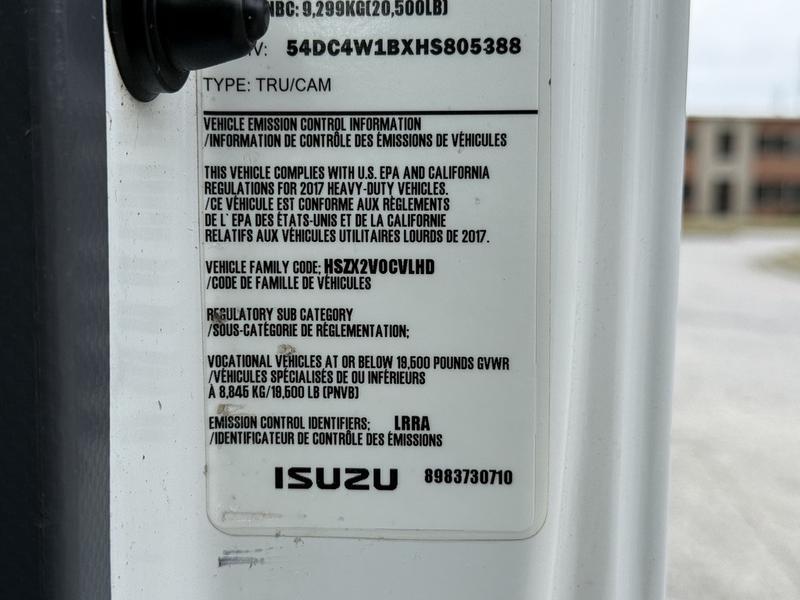 NBC: 9,299KG(20,500LB)
54DC4W1BXHS805388
TYPE: TRU/CAM
VEHICLE EMISSION CONTROL INFORMATION
/INFORMATION DE CONTRÔLE DES ÉMISSIONS DE VÉHICULES
THIS VEHICLE COMPLIES WITH U.S. EPA AND CALIFORNIA
REGULATIONS FOR 2017 HEAVY-DUTY VEHICLES.
/CE VÉHICULE EST CONFORME AUX RÈGLEMENTS
DE L' EPA DES ÉTATS-UNIS ET DE LA CALIFORNIE
RELATIFS AUX VÉHICULES UTILITAIRES LOURDS DE 2017.
VEHICLE FAMILY CODE; HSZX2VOCVLHD
/CODE DE FAMILLE DE VÉHICULES
REGULATORY SUB CATEGORY
/SOUS-CATÉGORIE DE RÈGLEMENTATION;
VOCATIONAL VEHICLES AT OR BELOW 19,500 POUNDS GVWR
/VÉHICULES SPÉCIALISÉS DE OU INFÉRIEURS
À 8,845 KG/19,500 LB (PNVB)
EMISSION CONTROL IDENTIFIERS; LRRA
/IDENTIFICATEUR DE CONTRÔLE DES ÉMISSIONS
ISUZU 8983730710